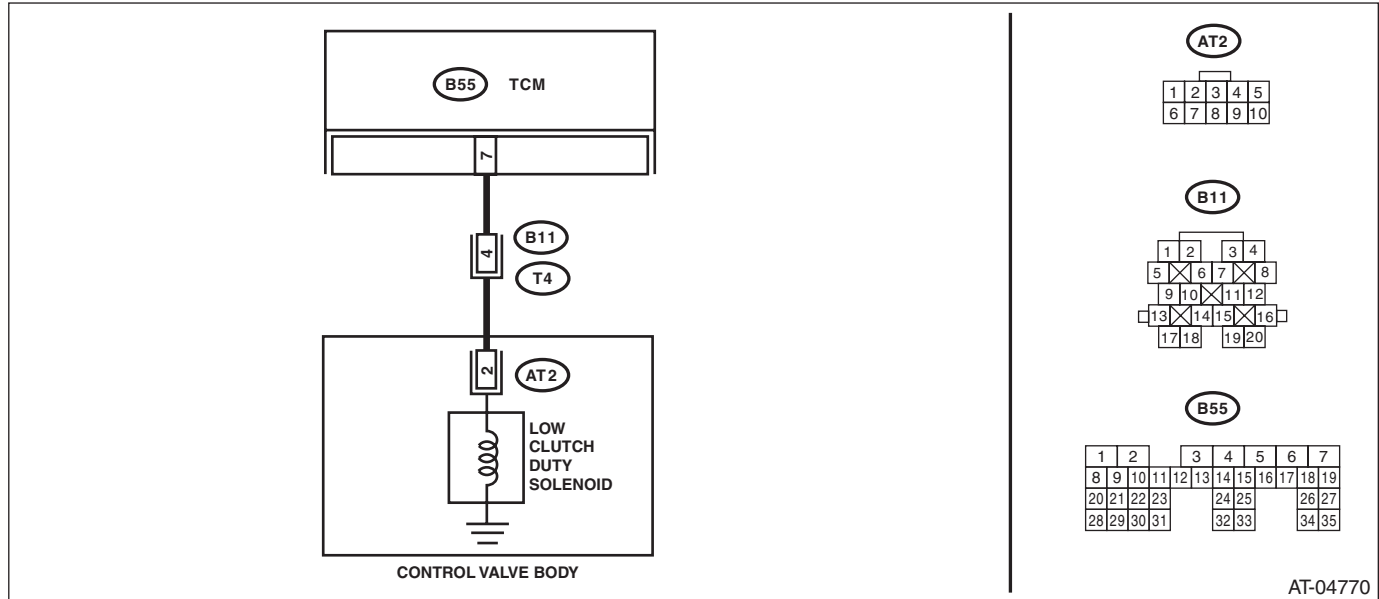 B55 TCM
7
4
B11
T4
2
AT2
LOW
CLUTCH
DUTY
SOLENOID
CONTROL VALVE BODY
AT2
1 2 3 4 5
6 7 8 9 10
B11
1 2 3 4
5 6 7 8
9 10 11 12
13 14 15 16
17 18 19 20
B55
1 2 3 4 5 6 7
8 9 10 11 12 13 14 15 16 17 18 19
20 21 22 23 24 25 26 27
28 29 30 31 32 33 34 35
AT-04770